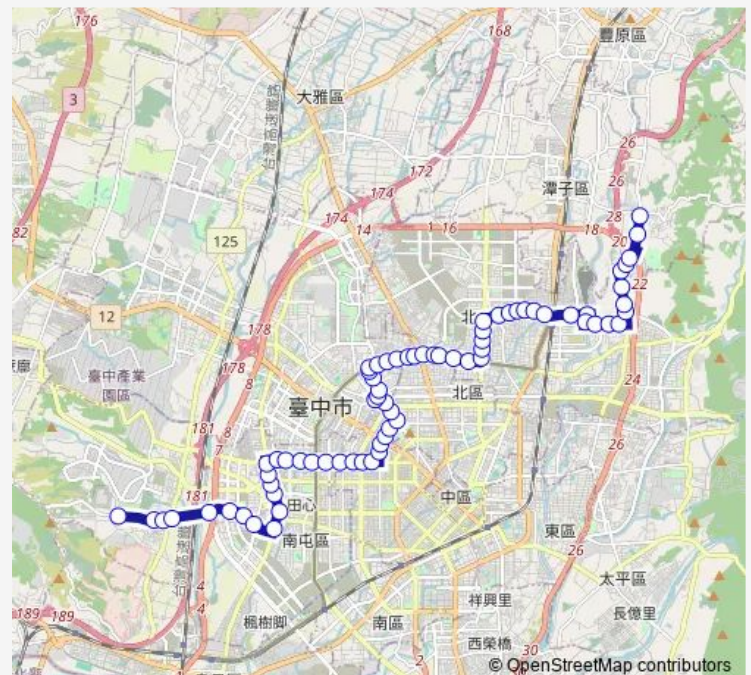 176
168
豐原區
3
大雅區
26
172
潭子區
26
174
82
174
28
125
14
1
16
18
20
22
12
178
北
178
8
臺中產業
園區
24
北區
臺中市
181
8
7
26
181
田心
中區
南屯區
東區
26
4
太平區
189
189
4
祥興里
長億里
楓樹脚
南區
2
西榮橋
30
© OpenStreetMap contributors